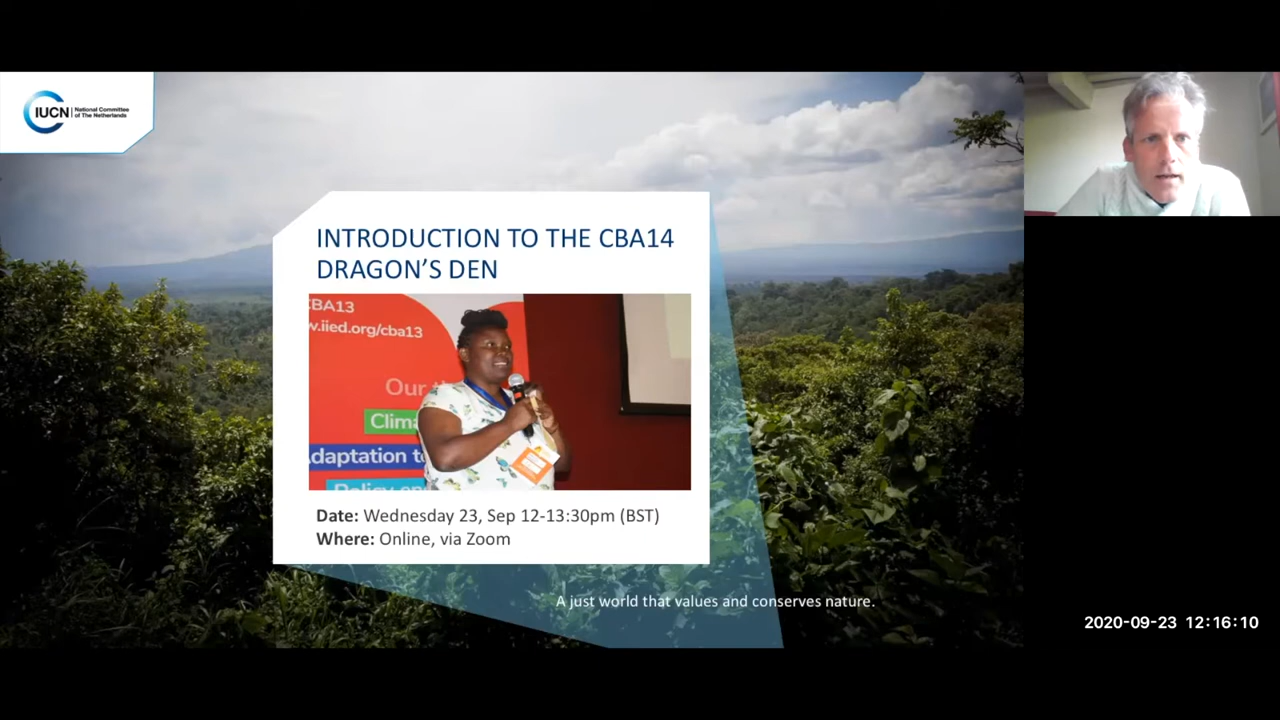 IUCN
National Committee
of The Netherlands
INTRODUCTION TO THE CBA14
DRAGON'S DEN
CBA13
w.iied.org/cba13
Our
Clima
Adaptation to
Policy
Date: Wednesday 23, Sep 12-13:30pm (BST)
Where: Online, via Zoom
A just world that values and conserves nature.
2020-09-23 12:16:10